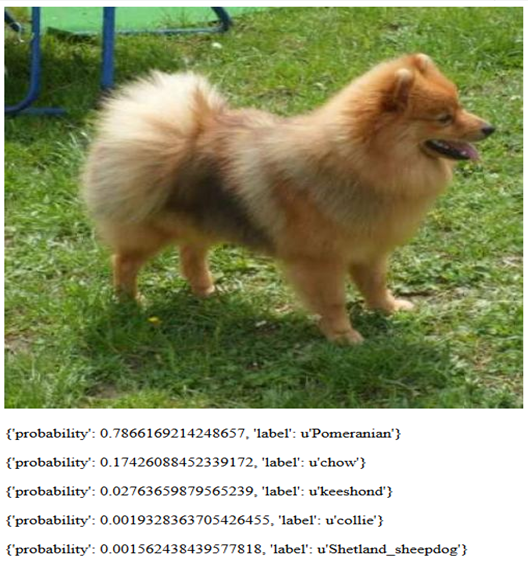 {'probability': 0.7866169214248657, 'label': u'Pomeranian'}
{'probability': 0.17426088452339172, 'label': u'chow'}
{'probability': 0.02763659879565239, 'label': u'keeshond'}
{'probability': 0.0019328363705426455, 'label': u'collie'}
{'probability': 0.001562438439577818, 'label': u'Shetland_sheepdog'}